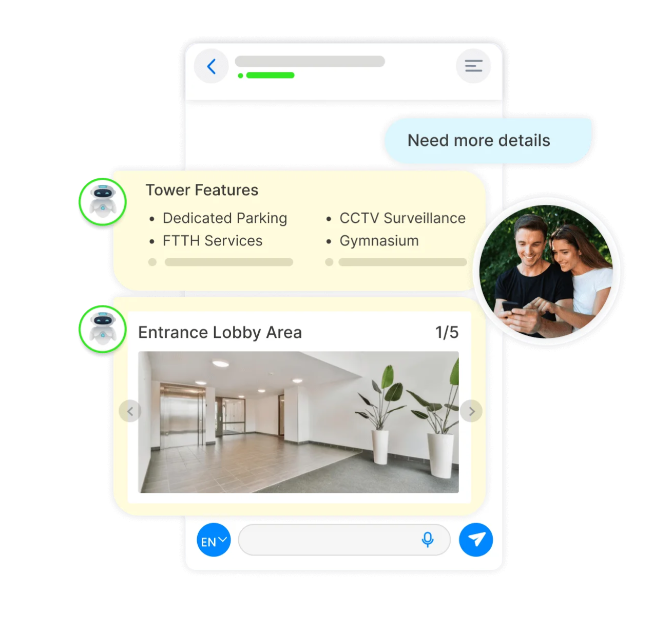 Need more details
Tower Features
• Dedicated Parking
• CCTV Surveillance
• FTTH Services
• Gymnasium
Entrance Lobby Area 1/5
EN